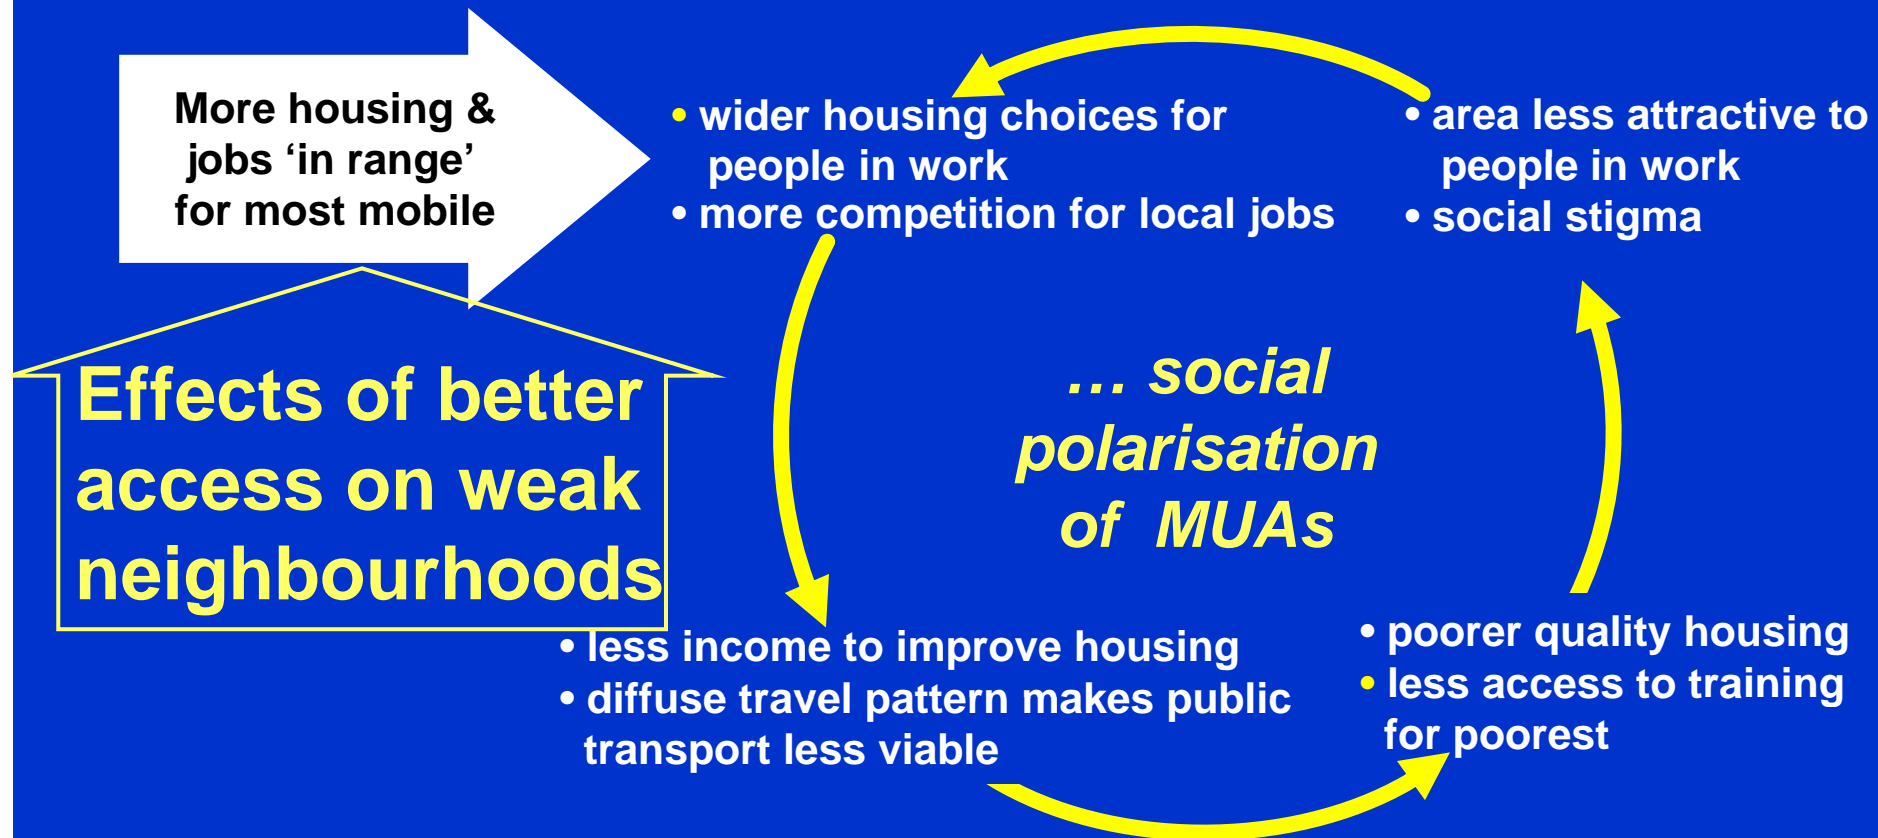 More housing &
jobs ‘in range’
for most mobile
• wider housing choices for
people in work
• more competition for local jobs
• area less attractive to
people in work
• social stigma
Effects of better
access on weak
neighbourhoods
… social
polarisation
of MUAs
• less income to improve housing
• diffuse travel pattern makes public
transport less viable
• poorer quality housing
• less access to training
for poorest